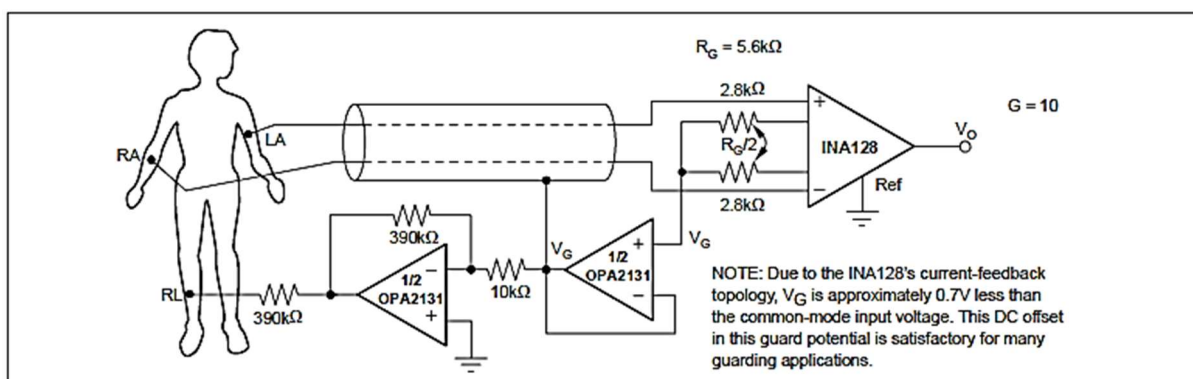 R_G = 5.6kΩ
2.8kΩ
G = 10
LA
RA
R_G/2
INA128
V_O
Ref
2.8kΩ
390kΩ
V_G
V_G
1/2
OPA2131
10kΩ
1/2
OPA2131
RL
390kΩ
NOTE: Due to the INA128's current-feedback
topology, V_G is approximately 0.7V less than
the common-mode input voltage. This DC offset
in this guard potential is satisfactory for many
guarding applications.